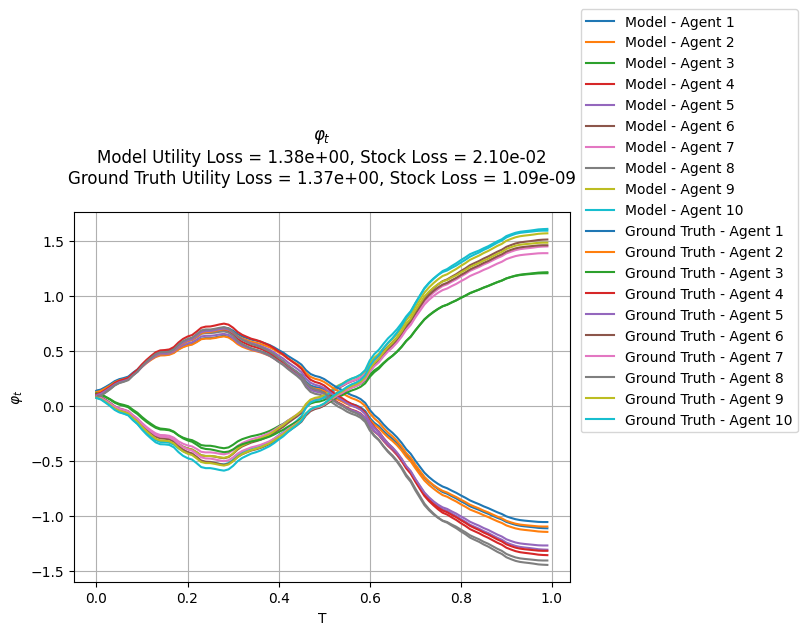 φ_t
Model Utility Loss = 1.38e+00, Stock Loss = 2.10e-02
Ground Truth Utility Loss = 1.37e+00, Stock Loss = 1.09e-09
Model - Agent 1
Model - Agent 2
Model - Agent 3
Model - Agent 4
Model - Agent 5
Model - Agent 6
Model - Agent 7
Model - Agent 8
Model - Agent 9
Model - Agent 10
Ground Truth - Agent 1
Ground Truth - Agent 2
Ground Truth - Agent 3
Ground Truth - Agent 4
Ground Truth - Agent 5
Ground Truth - Agent 6
Ground Truth - Agent 7
Ground Truth - Agent 8
Ground Truth - Agent 9
Ground Truth - Agent 10
φ_t
1.5
1.0
0.5
0.0
−0.5
−1.0
−1.5
0.0 0.2 0.4 0.6 0.8 1.0
T